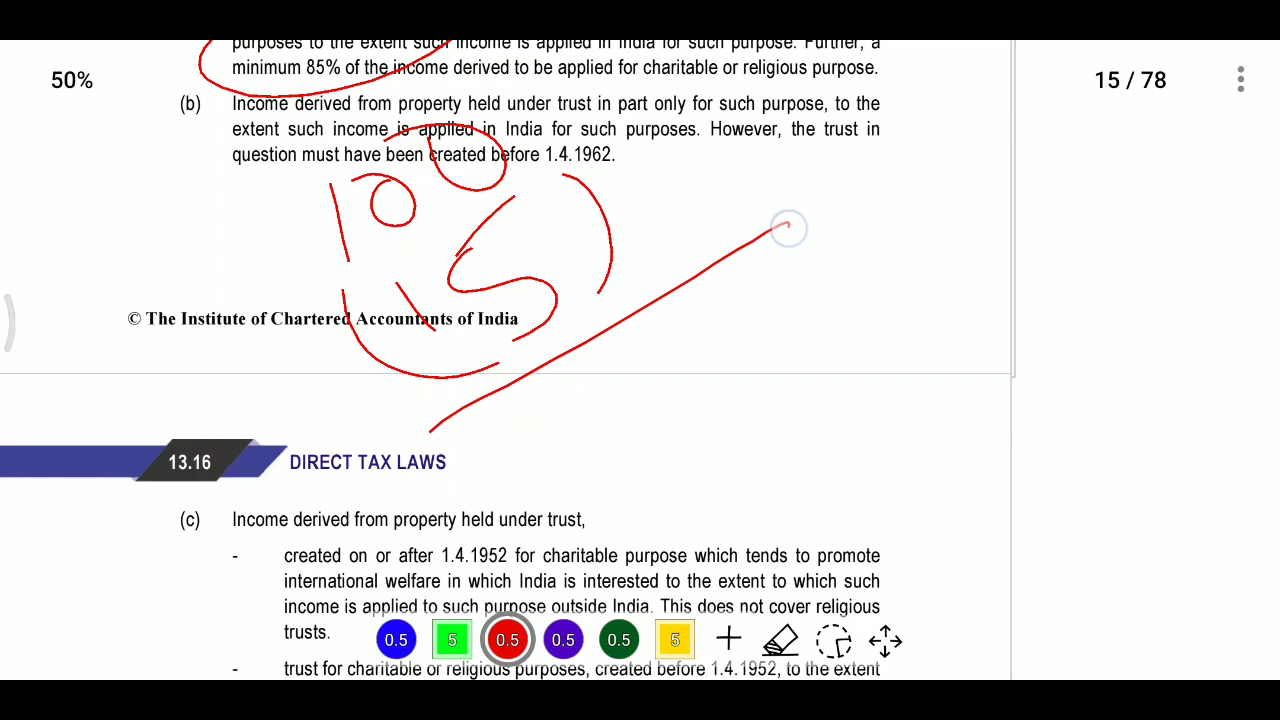 purposes to the extent such income is applied in India for such purpose. Further, a
50%
15 / 78
minimum 85% of the income derived to be applied for charitable or religious purpose.
(b) Income derived from property held under trust in part only for such purpose, to the
extent such income is applied in India for such purposes. However, the trust in
question must have been created before 1.4.1962.
© The Institute of Chartered Accountants of India
13.16 DIRECT TAX LAWS
(c) Income derived from property held under trust,
- created on or after 1.4.1952 for charitable purpose which tends to promote
international welfare in which India is interested to the extent to which such
income is applied to such purpose outside India. This does not cover religious
trusts.
0.5 5 0.5 0.5 0.5 5
- trust for charitable or religious purposes, created before 1.4.1952, to the extent